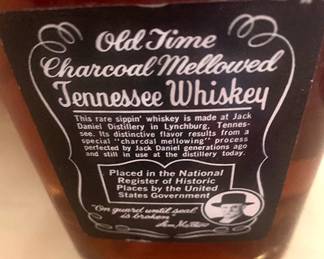 Old Time
Charcoal Mellowed
Tennessee Whiskey
This rare sippin' whiskey is made at Jack
Daniel Distillery in Lynchburg, Tennes-
see. Its distinctive flavor results from a
special "charcoal mellowing" process
perfected by Jack Daniel generations ago
and still in use at the distillery today.
Placed in the National
Register of Historic
Places by the United
States Government
"On guard until seal
is broken"